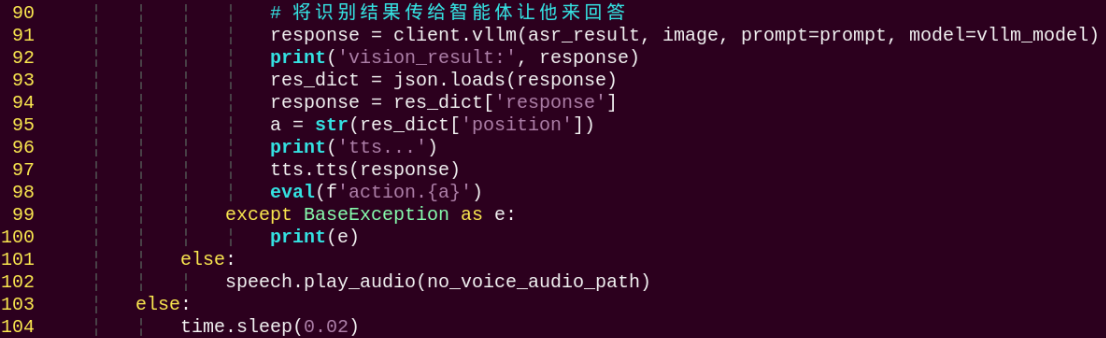 90 # 将识别结果传给智能体让他来回答
91 response = client.vllm(asr_result, image, prompt=prompt, model=vllm_model)
92 print('vision_result:', response)
93 res_dict = json.loads(response)
94 response = res_dict['response']
95 a = str(res_dict['position'])
96 print('tts...')
97 tts.tts(response)
98 eval(f'action.{a}')
99 except BaseException as e:
100 print(e)
101 else:
102 speech.play_audio(no_voice_audio_path)
103 else:
104 time.sleep(0.02)